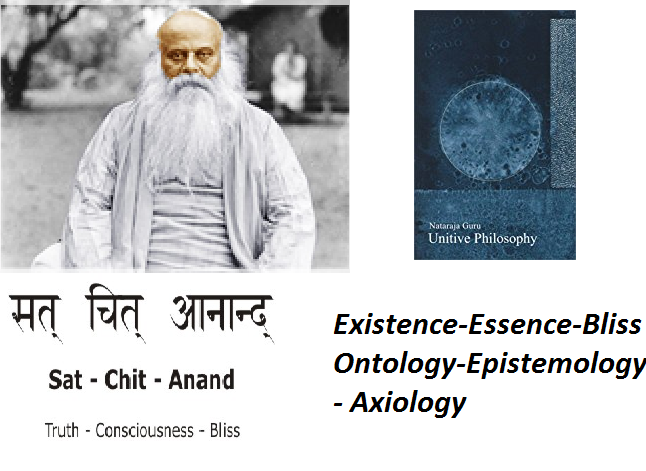 Nataraja Guru
Unitive Philosophy
सत् चित् आनान्द्
Sat - Chit - Anand
Truth - Consciousness - Bliss
Existence-Essence-Bliss
Ontology-Epistemology
- Axiology